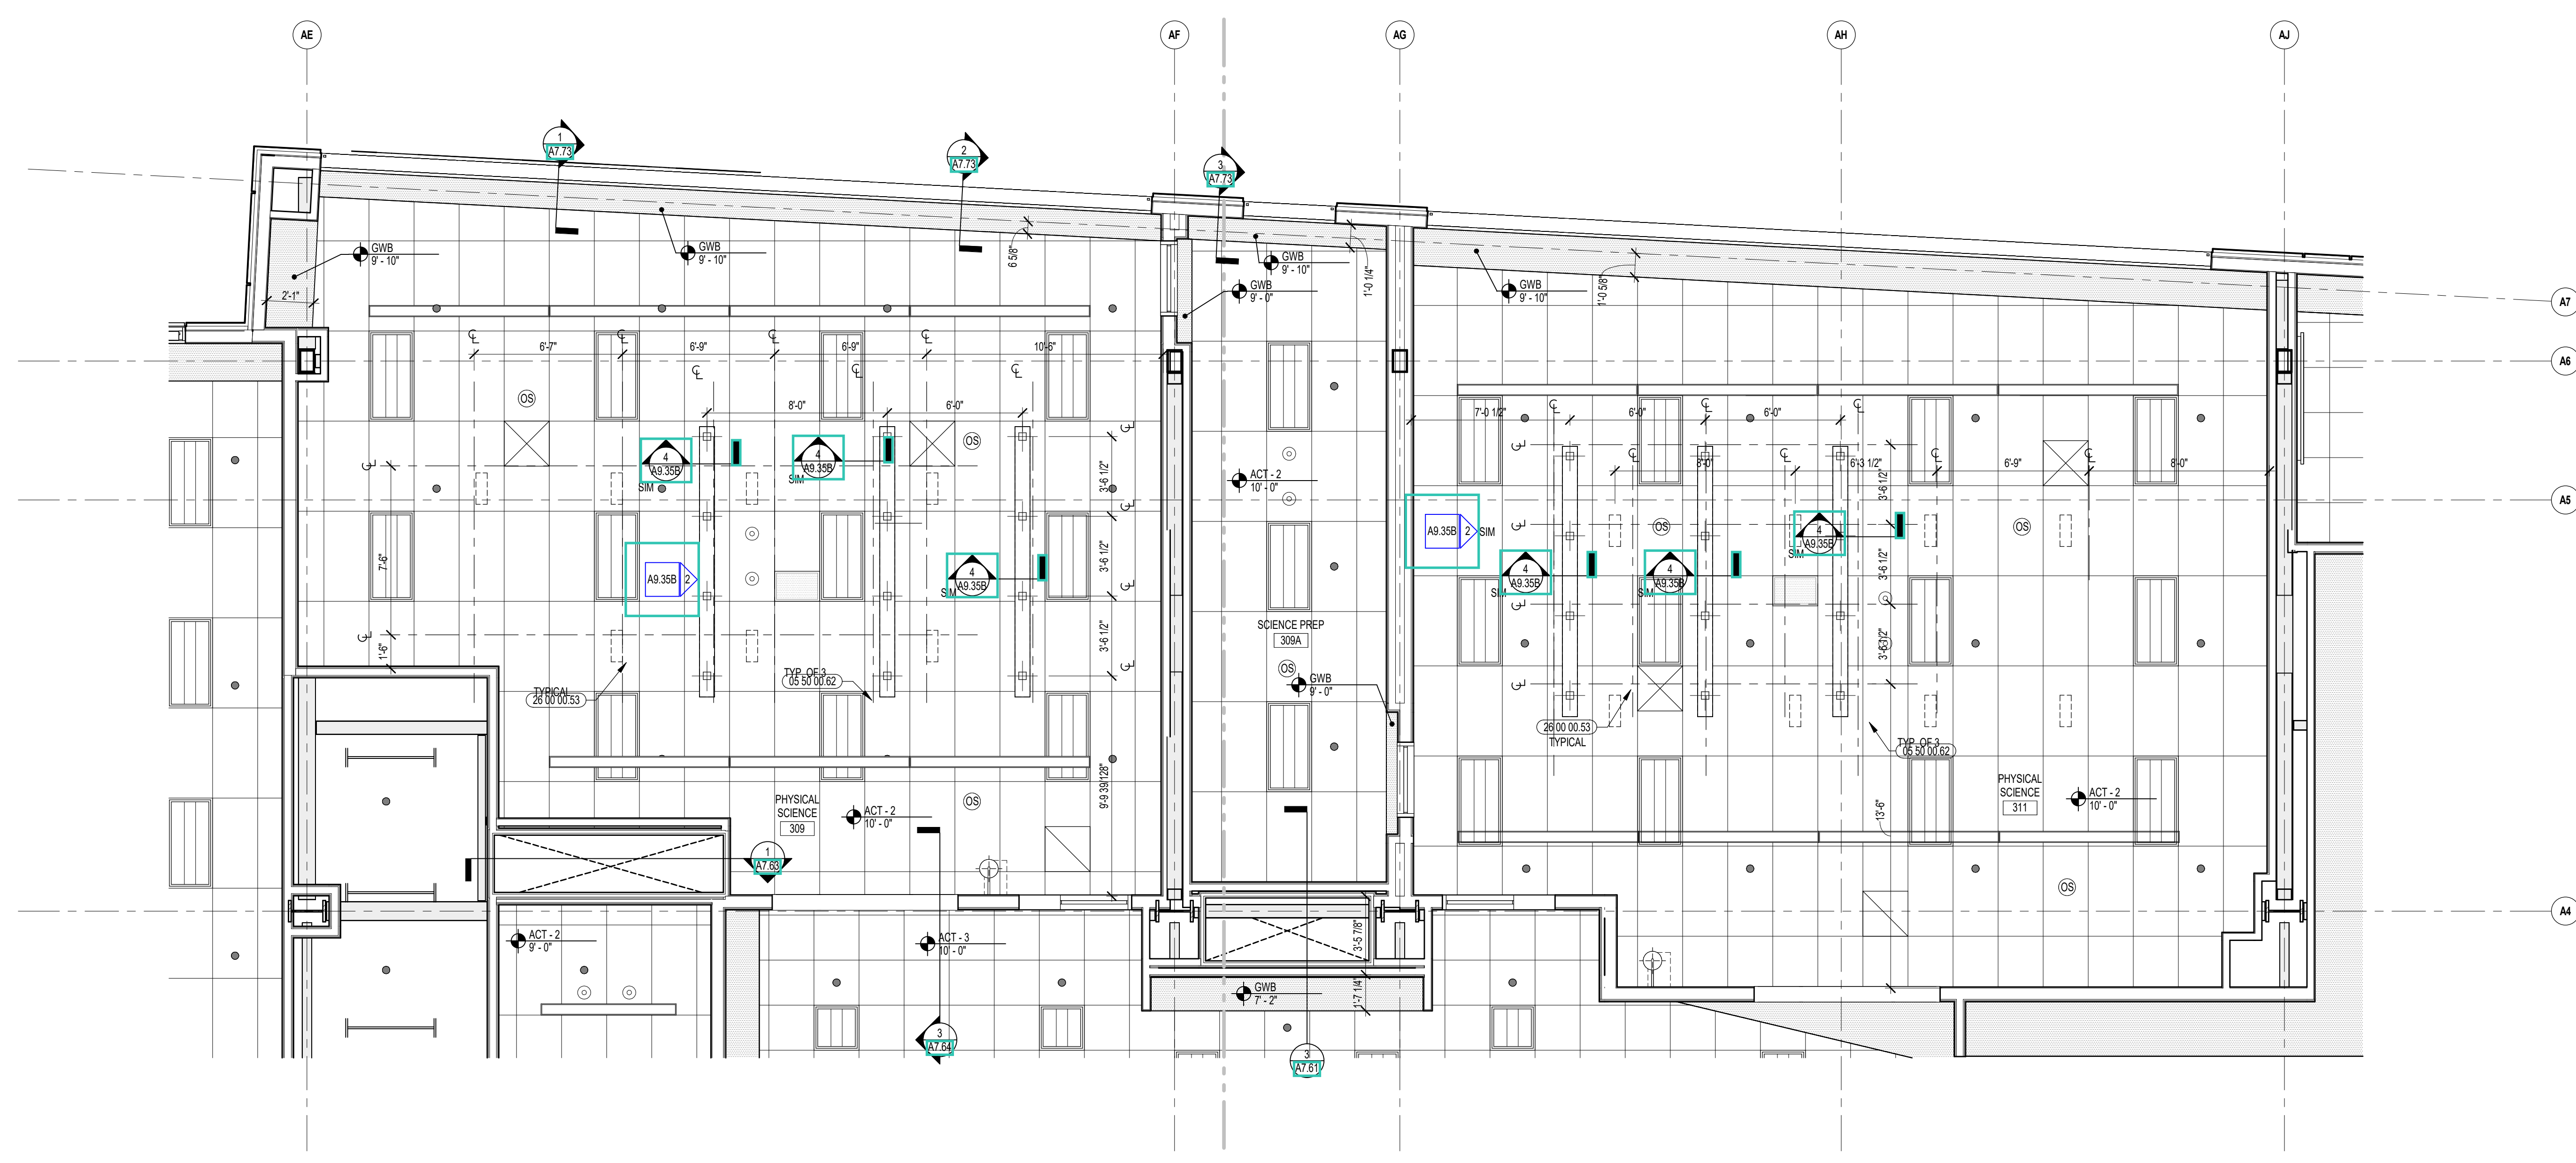 AE
AF
AG
AH
AJ
1
A7.73
2
A7.73
3
A7.73
GWB
9' - 10"
GWB
9' - 10"
6 5/8"
GWB
9' - 10"
1'-0 1/4"
GWB
9' - 0"
GWB
9' - 10"
1'-0 5/8"
A7
2'-1"
6'-7"
6'-9"
6'-9"
10'-6"
A6
8'-0"
6'-0"
7'-0 1/2"
6'-0"
6'-0"
OS
OS
4
A9.35B
SIM
4
A9.35B
SIM
3'-6 1/2"
ACT - 2
10' - 0"
8'-0"
6'-3 1/2"
6'-9"
8'-0"
3'-6 1/2"
A5
A9.35B
2
SIM
OS
4
A9.35B
SIM
OS
7'-6"
A9.35B
2
4
A9.35B
SIM
3'-6 1/2"
4
A9.35B
SIM
4
A9.35B
SIM
3'-6 1/2"
1'-6"
3'-6 1/2"
SCIENCE PREP
309A
OS
3'-6 1/2"
TYPICAL
26 00 00.53
TYP. OF 3
05 50 00.62
GWB
9' - 0"
26 00 00.53
TYPICAL
TYP. OF 3
05 50 00.62
PHYSICAL
SCIENCE
309
ACT - 2
10' - 0"
OS
9'-9 39/128"
13'-6"
PHYSICAL
SCIENCE
311
ACT - 2
10' - 0"
1
A7.63
OS
A4
ACT - 2
9' - 0"
ACT - 3
10' - 0"
3'-5 7/8"
GWB
7' - 2"
1'-7 1/4"
3
A7.64
3
A7.61